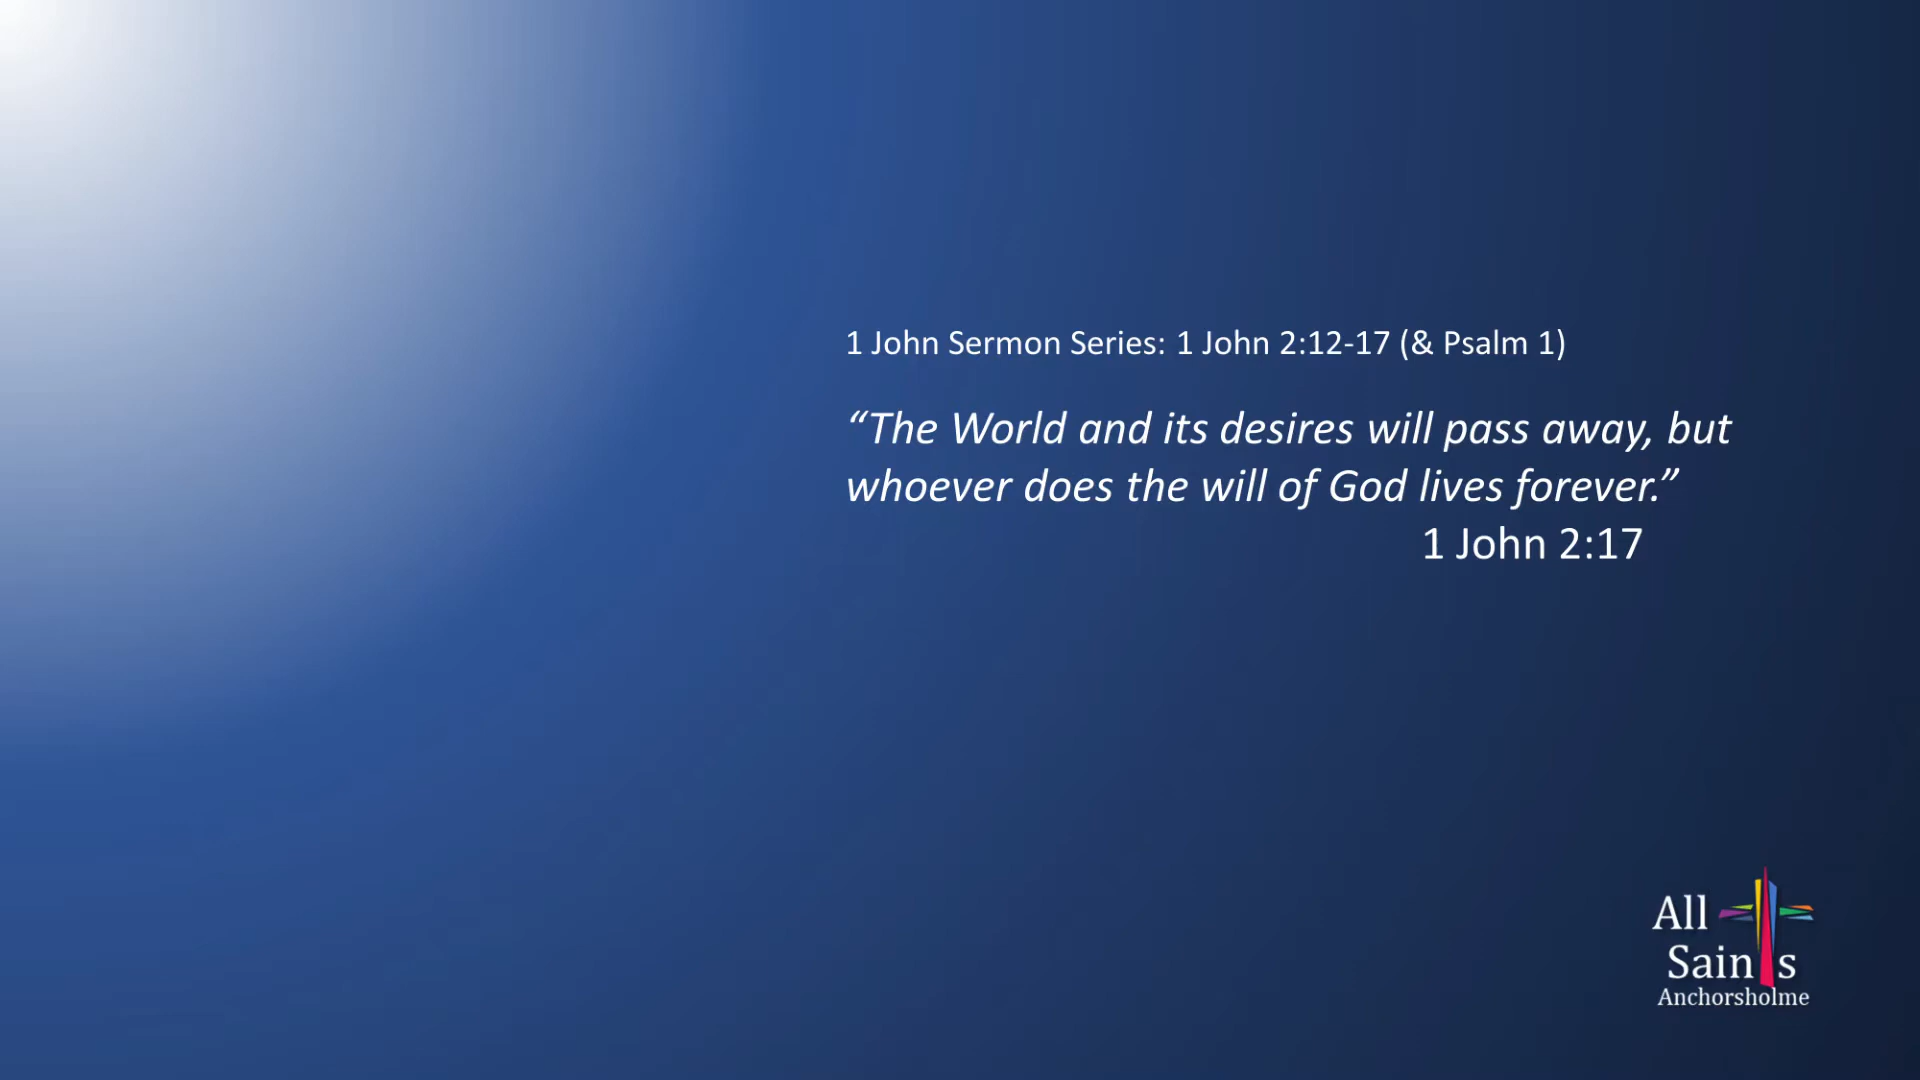 1 John Sermon Series: 1 John 2:12-17 (& Psalm 1)
“The World and its desires will pass away, but
whoever does the will of God lives forever.”
1 John 2:17
All
Saints
Anchorsholme